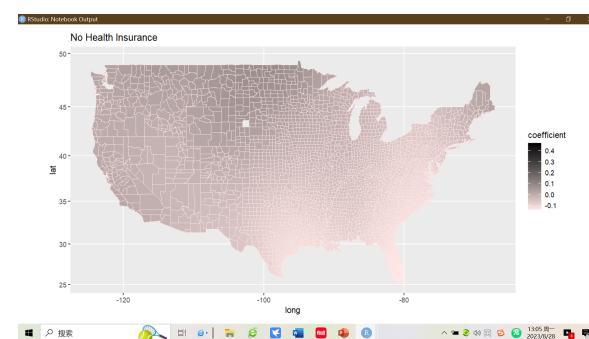 RStudio: Notebook Output
No Health Insurance
50
45
40
35
30
25
lat
-120
-100
-80
long
coefficient
0.4
0.3
0.2
0.1
0.0
-0.1
搜索
13:05 周一
2023/8/28